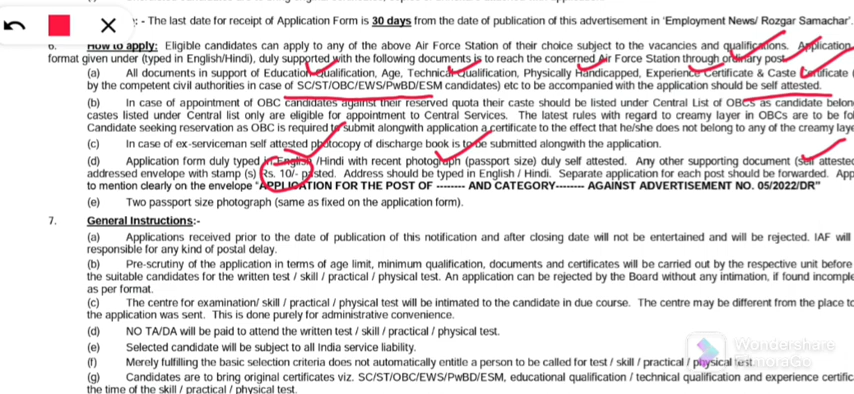 : - The last date for receipt of Application Form is 30 days from the date of publication of this advertisement in 'Employment News/ Rozgar Samachar'.
6. How to apply: Eligible candidates can apply to any of the above Air Force Station of their choice subject to the vacancies and qualifications. Application
format given under (typed in English/Hindi), duly supported with the following documents is to reach the concerned Air Force Station through ordinary post
(a) All documents in support of Education Qualification, Age, Technical Qualification, Physically Handicapped, Experience Certificate & Caste Certificate (
by the competent civil authorities in case of SC/ST/OBC/EWS/PwBD/ESM candidates) etc to be accompanied with the application should be self attested.
(b) In case of appointment of OBC candidates against their reserved quota their caste should be listed under Central List of OBCs as candidate belon
castes listed under Central list only are eligible for appointment to Central Services. The latest rules with regard to creamy layer in OBCs are to be fo
Candidate seeking reservation as OBC is required to submit alongwith application a certificate to the effect that he/she does not belong to any of the creamy laye
(c) In case of ex-serviceman self attested photocopy of discharge book is to be submitted alongwith the application.
(d) Application form duly typed in English /Hindi with recent photograph (passport size) duly self attested. Any other supporting document (self atteste
addressed envelope with stamp (s) Rs. 10/- pasted. Address should be typed in English / Hindi. Separate application for each post should be forwarded. App
to mention clearly on the envelope "APPLICATION FOR THE POST OF -------- AND CATEGORY-------- AGAINST ADVERTISEMENT NO. 05/2022/DR"
(e) Two passport size photograph (same as fixed on the application form).
7. General Instructions:-
(a) Applications received prior to the date of publication of this notification and after closing date will not be entertained and will be rejected. IAF will
responsible for any kind of postal delay.
(b) Pre-scrutiny of the application in terms of age limit, minimum qualification, documents and certificates will be carried out by the respective unit before
the suitable candidates for the written test / skill / practical / physical test. An application can be rejected by the Board without any intimation, if found incomple
as per format.
(c) The centre for examination/ skill / practical / physical test will be intimated to the candidate in due course. The centre may be different from the place to
the application was sent. This is done purely for administrative convenience.
(d) NO TA/DA will be paid to attend the written test / skill / practical / physical test.
(e) Selected candidate will be subject to all India service liability.
(f) Merely fulfilling the basic selection criteria does not automatically entitle a person to be called for test / skill / practical / physical test.
(g) Candidates are to bring original certificates viz. SC/ST/OBC/EWS/PwBD/ESM, educational qualification / technical qualification and experience certific
the time of the skill / practical / physical test.
Wondershare